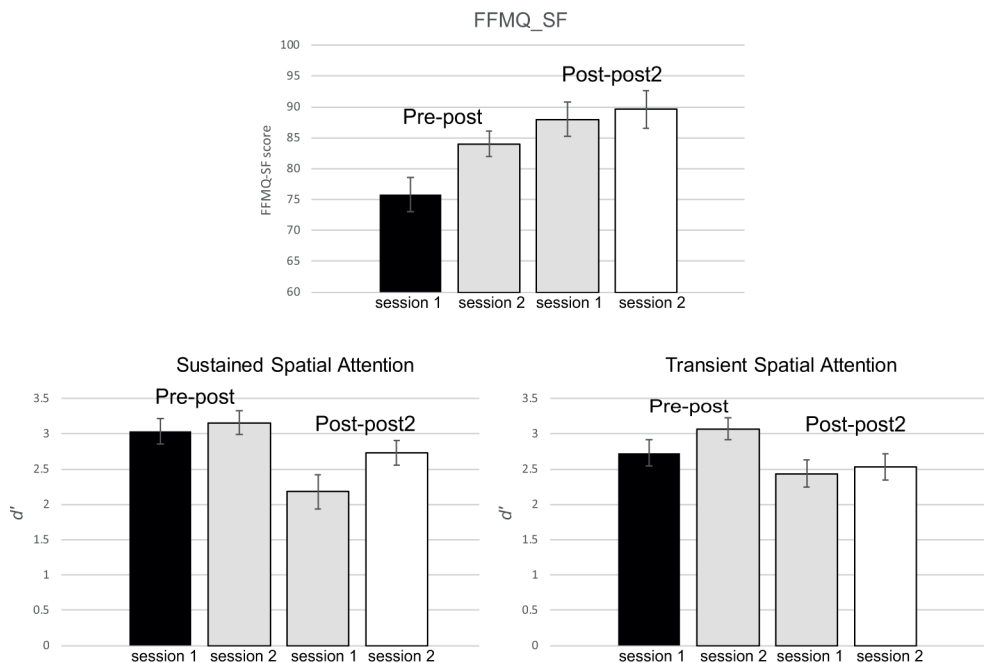 FFMQ_SF
100
95
90
85
80
75
70
65
60
FFMQ-SF score
Pre-post
Post-post2
session 1
session 2
session 1
session 2
Sustained Spatial Attention
3.5
3
2.5
2
1.5
1
0.5
0
d'
Pre-post
Post-post2
session 1
session 2
session 1
session 2
Transient Spatial Attention
3.5
3
2.5
2
1.5
1
0.5
0
d'
Pre-post
Post-post2
session 1
session 2
session 1
session 2